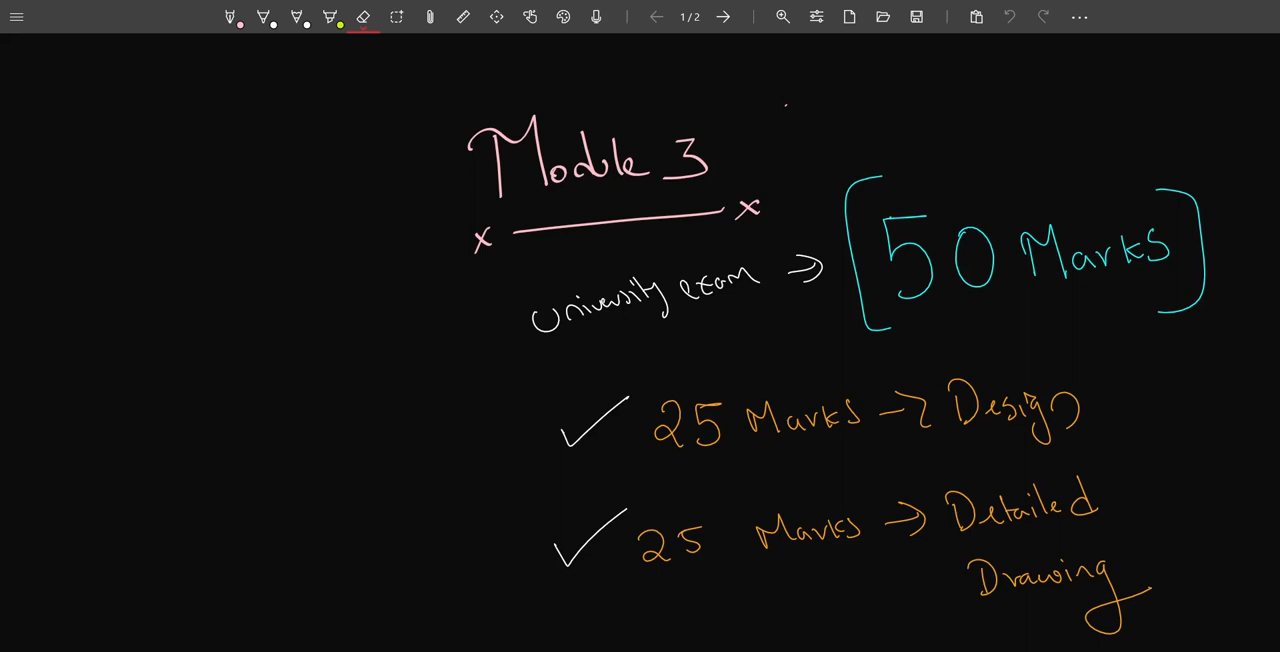 1/2
Module 3
x x
University exam → [50 Marks]
✓ 25 Marks → Design
✓ 25 Marks → Detailed
Drawing